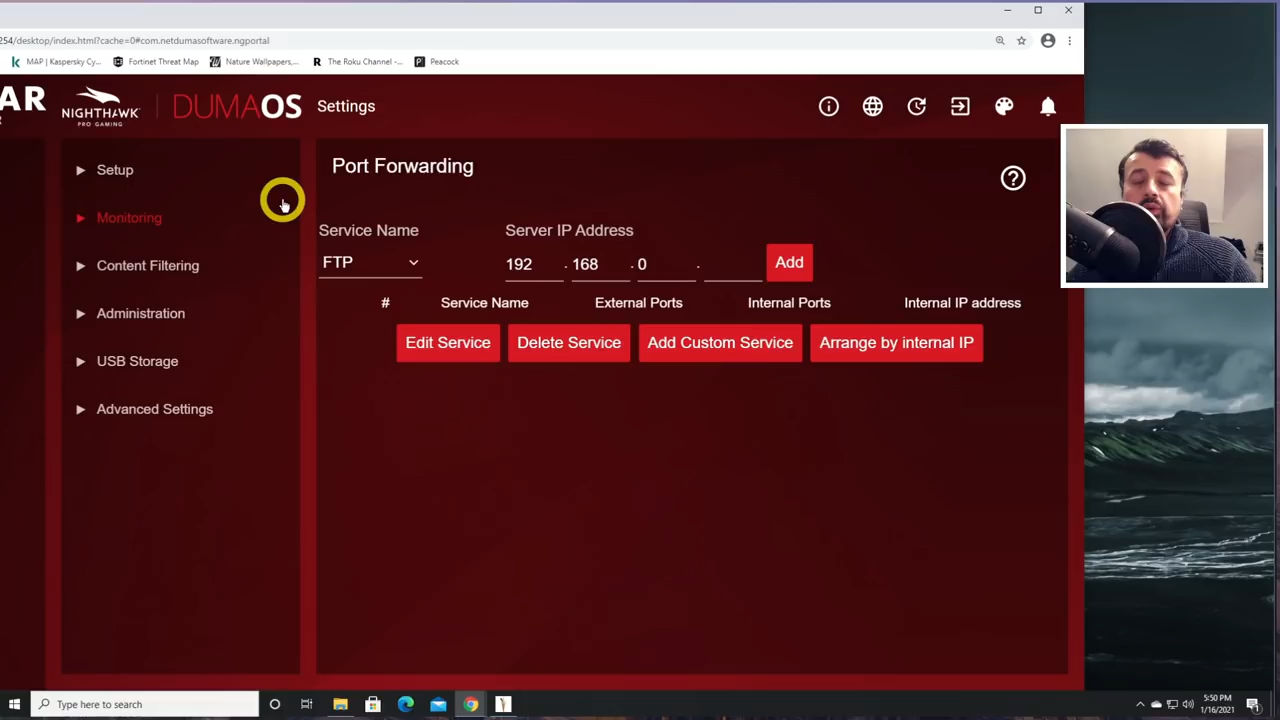 254/desktop/index.html?cache=0#com.netdumasoftware.ngportal
MAP | Kaspersky Cy...
Fortinet Threat Map
Nature Wallpapers,...
The Roku Channel -...
Peacock
AR
NIGHTHAWK
PRO GAMING
DUMAOS
Settings
Setup
Monitoring
Content Filtering
Administration
USB Storage
Advanced Settings
Port Forwarding
Service Name
Server IP Address
FTP
192 . 168 . 0 .
Add
# Service Name External Ports Internal Ports Internal IP address
Edit Service
Delete Service
Add Custom Service
Arrange by internal IP
Type here to search
5:50 PM
1/16/2021